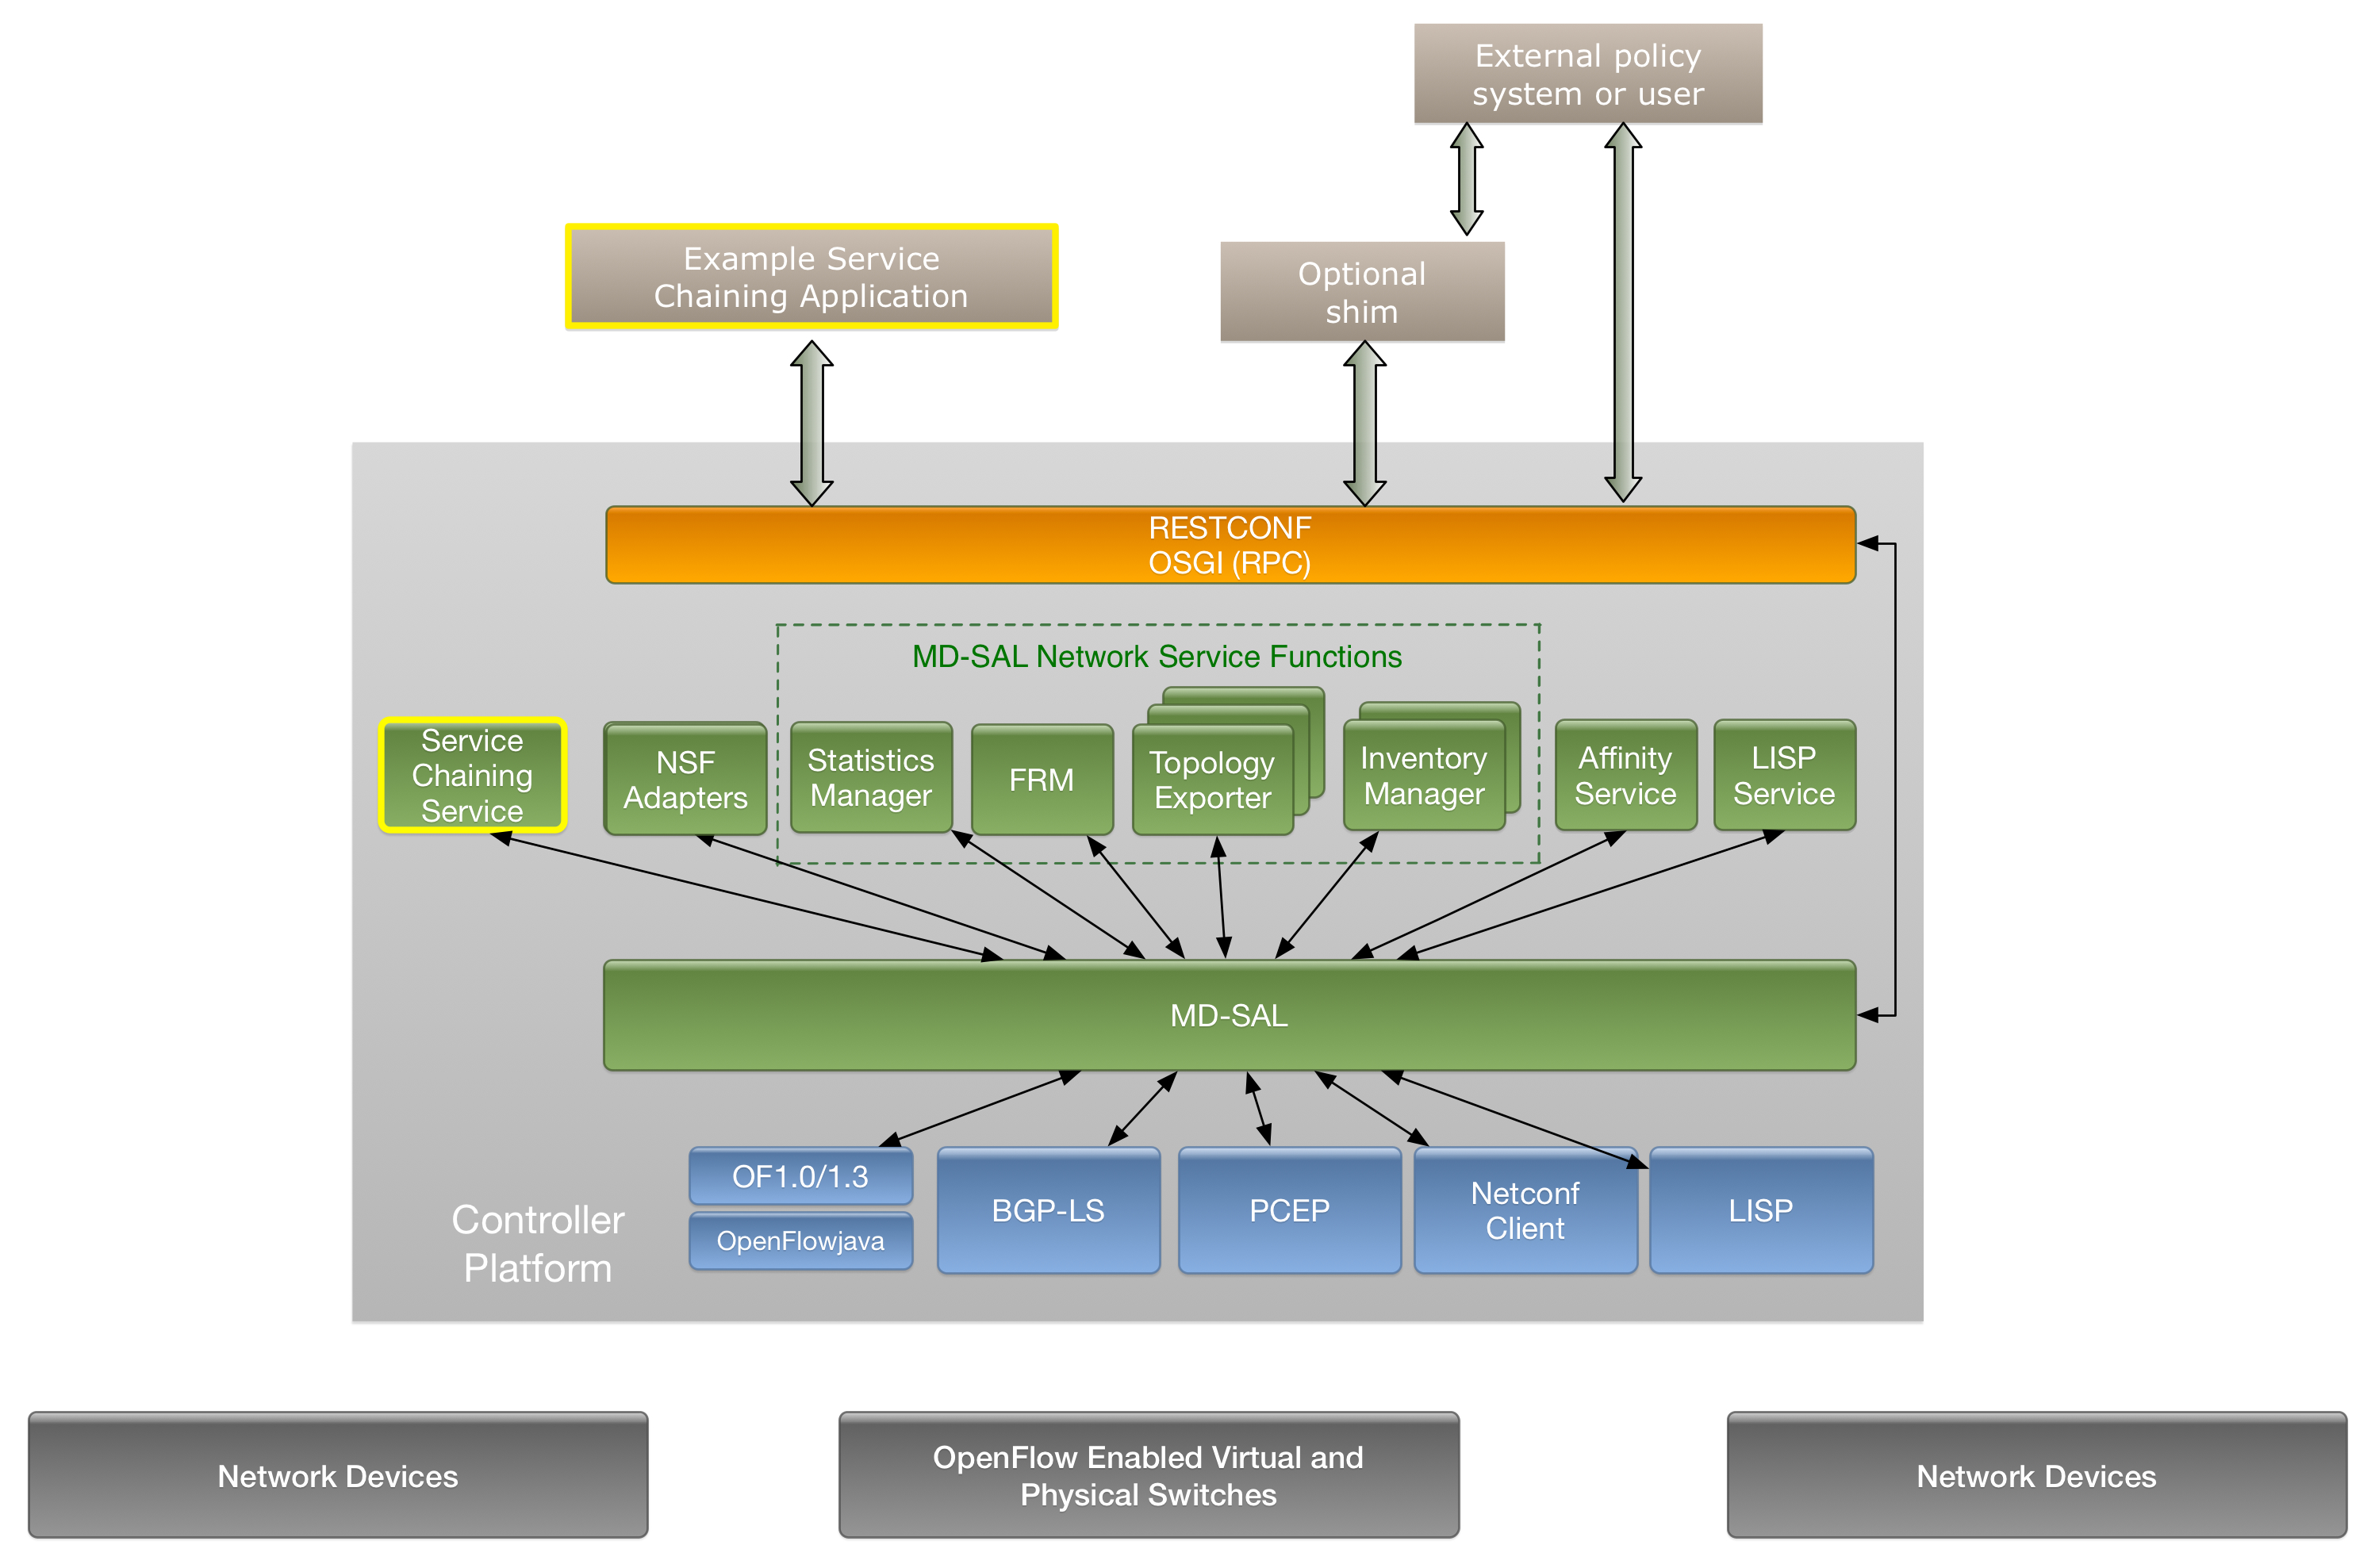 External policy
system or user
Example Service
Chaining Application
Optional
shim
RESTCONF
OSGI (RPC)
MD-SAL Network Service Functions
Service
Chaining
Service
NSF
Adapters
Statistics
Manager
FRM
Topology
Exporter
Inventory
Manager
Affinity
Service
LISP
Service
MD-SAL
OF1.0/1.3
OpenFlowjava
BGP-LS
PCEP
Netconf
Client
LISP
Controller
Platform
Network Devices
OpenFlow Enabled Virtual and
Physical Switches
Network Devices